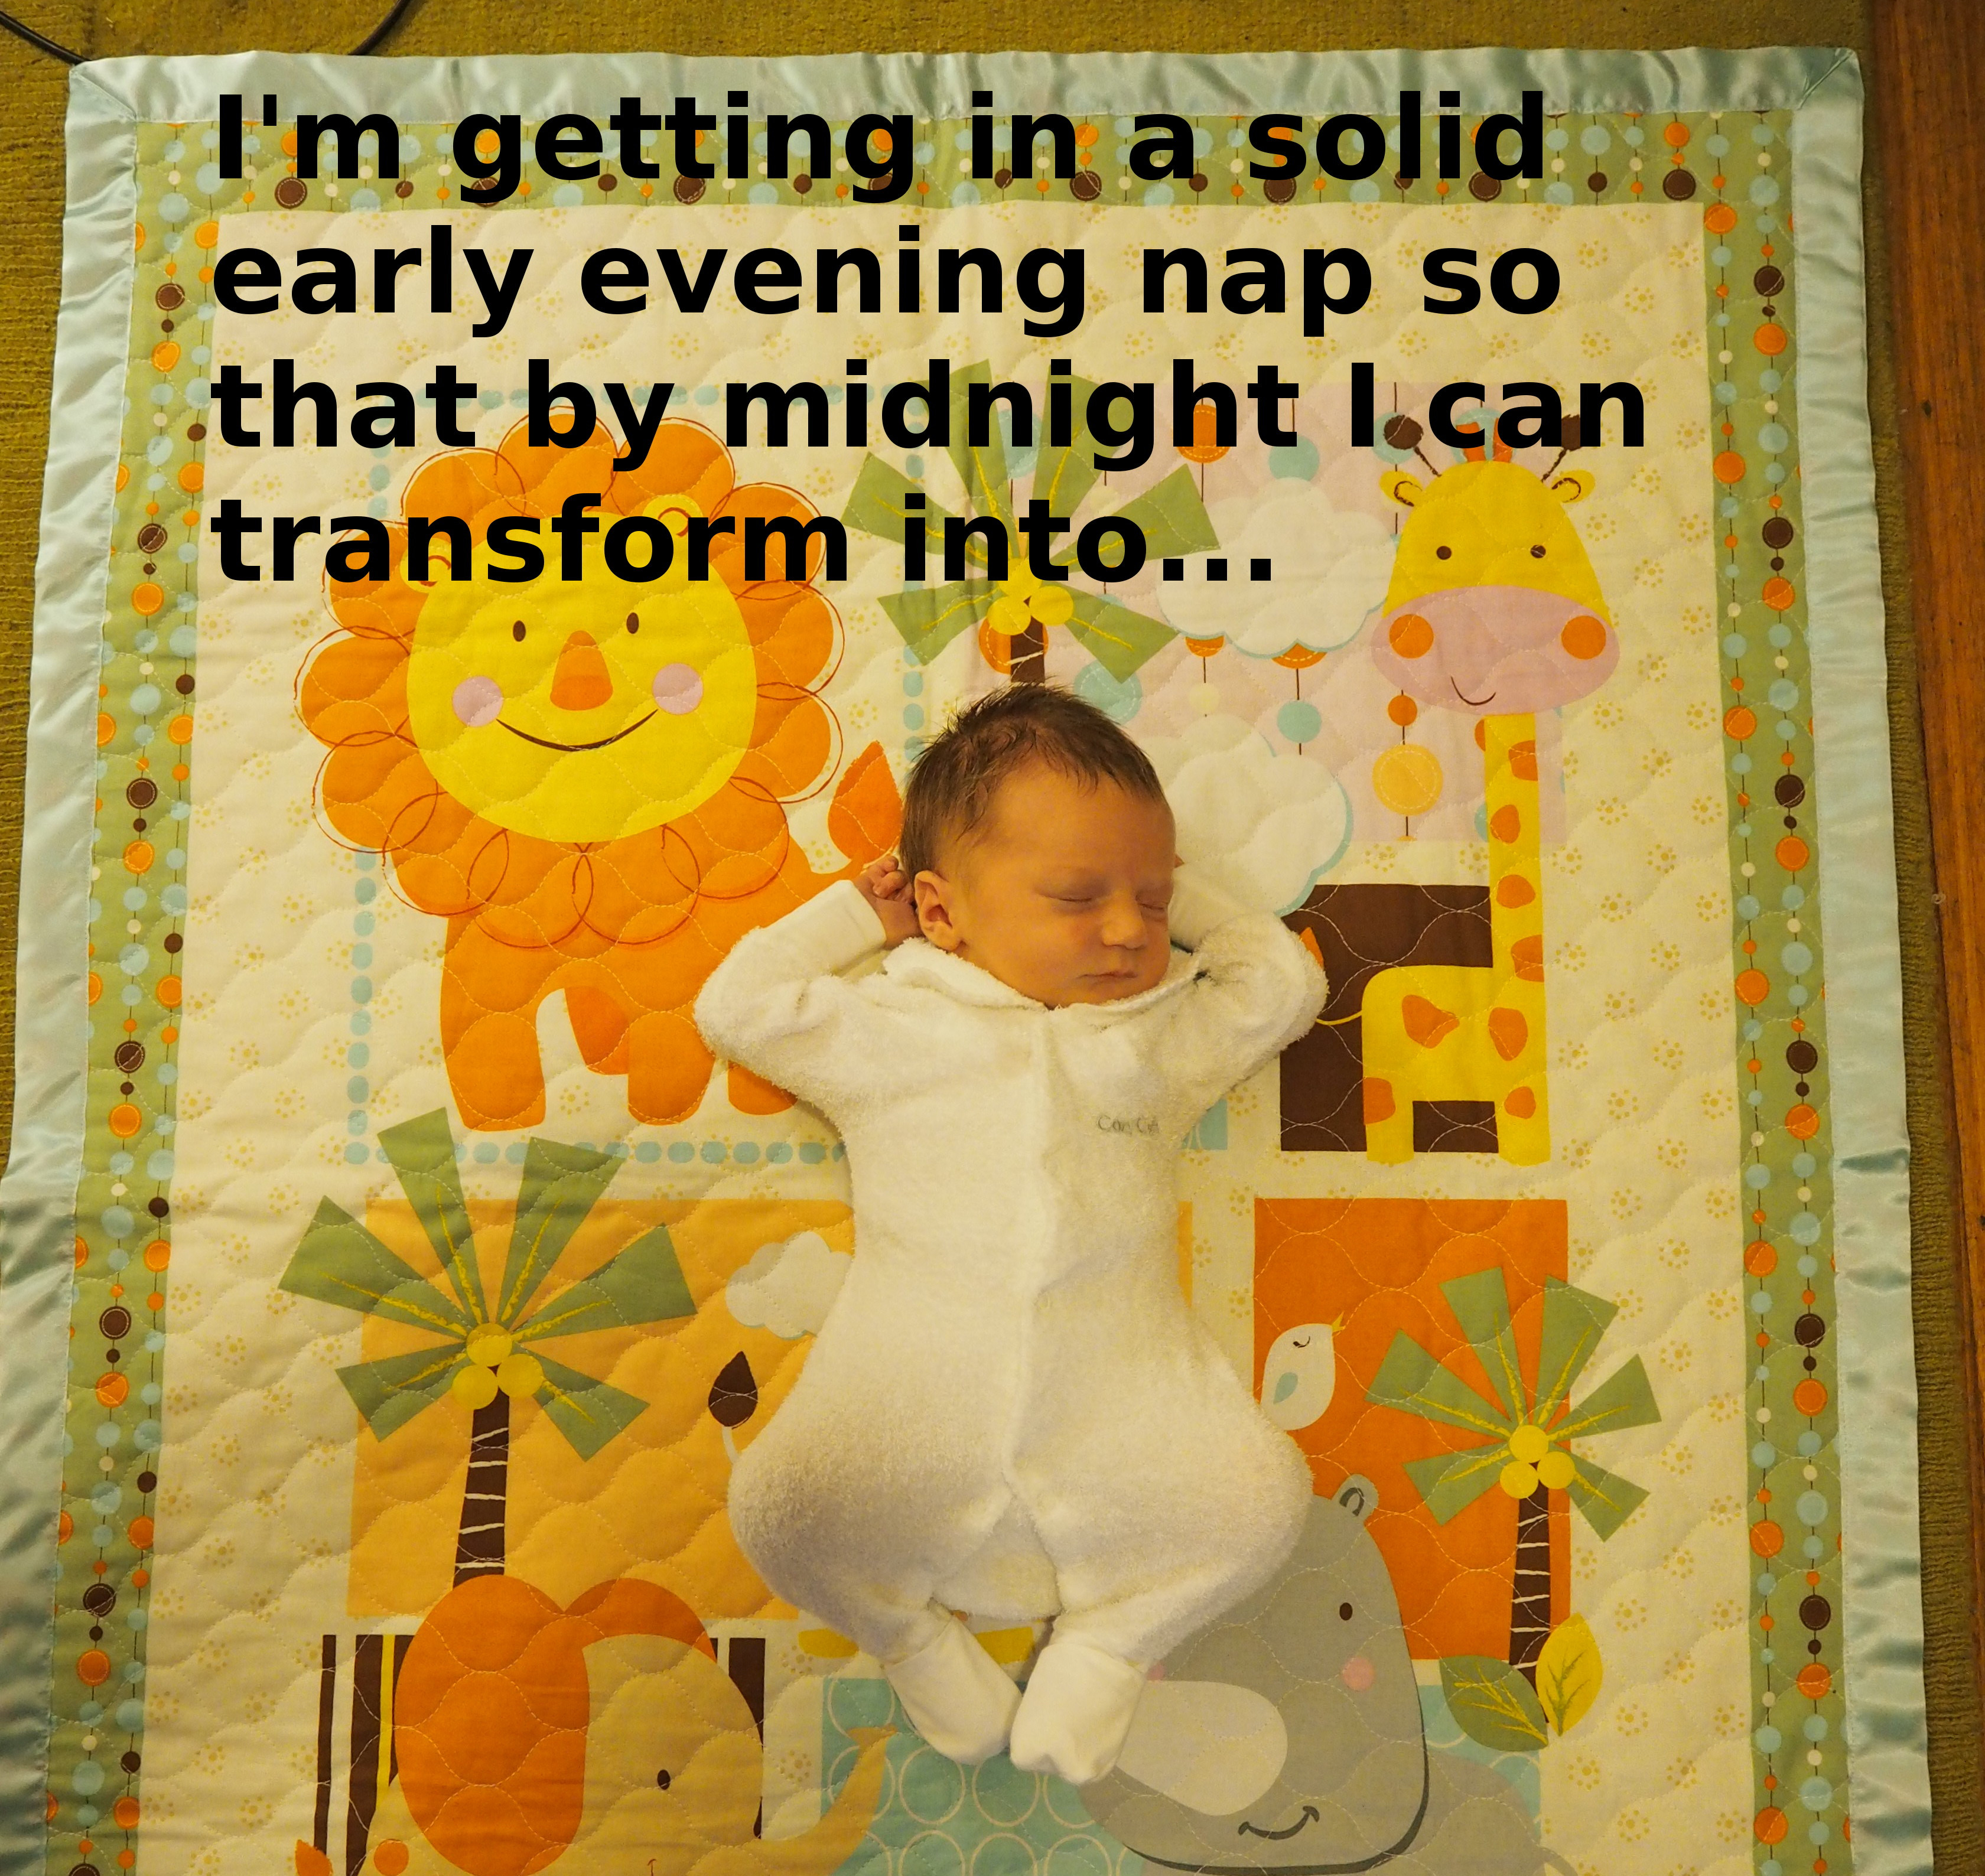 I'm getting in a solid
early evening nap so
that by midnight I can
transform into...